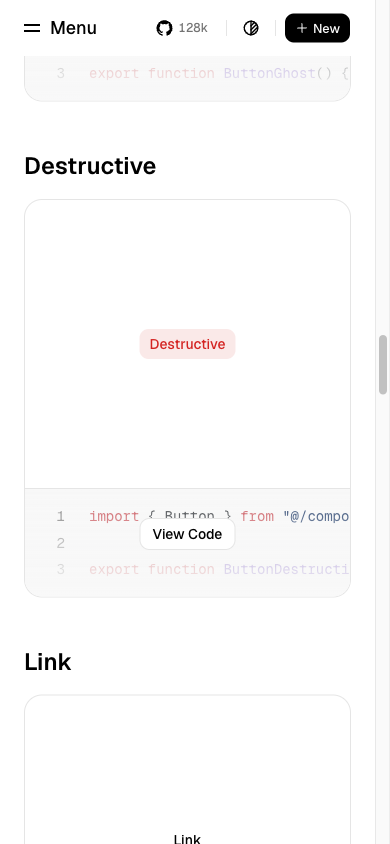 Menu
128k
New
3 export function ButtonGhost() {
Destructive
Destructive
1 import { Button } from "@/compo
2
View Code
3 export function ButtonDestructi
Link
Link